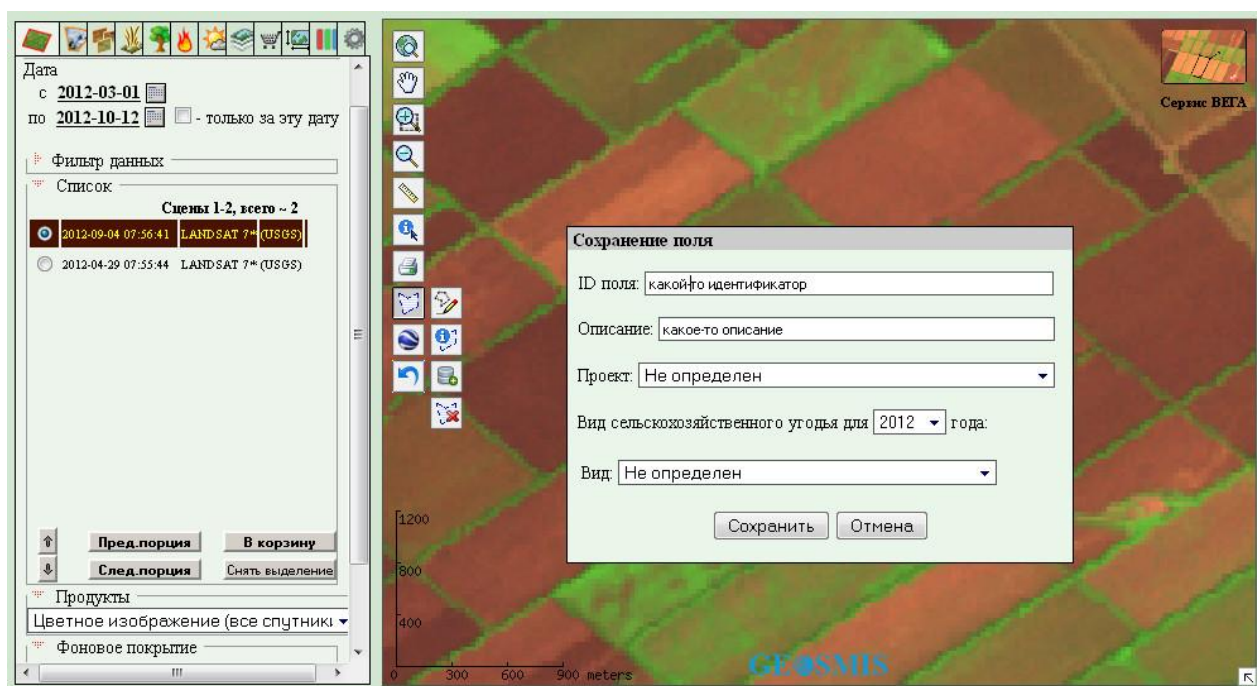 Дата
с 2012-03-01
по 2012-10-12 - только за эту дату
Фильтр данных
Список
Сцены 1-2, всего ~ 2
2012-09-04 07:56:41 LANDSAT 7* (USGS)
2012-04-29 07:55:44 LANDSAT 7* (USGS)
Пред.порция В корзину
След.порция Снять выделение
Продукты
Цветное изображение (все спутники
Фоновое покрытие
Сервис ВЕГА
Сохранение поля
ID поля: какой-то идентификатор
Описание: какое-то описание
Проект: Не определен
Вид сельскохозяйственного угодья для 2012 года:
Вид: Не определен
Сохранить Отмена
1200
800
400
0 300 600 900 meters
GEOSMIS